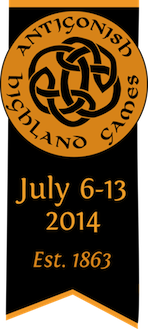 ANTIGONISH
HIGHLAND GAMES
July 6-13
2014
Est. 1863